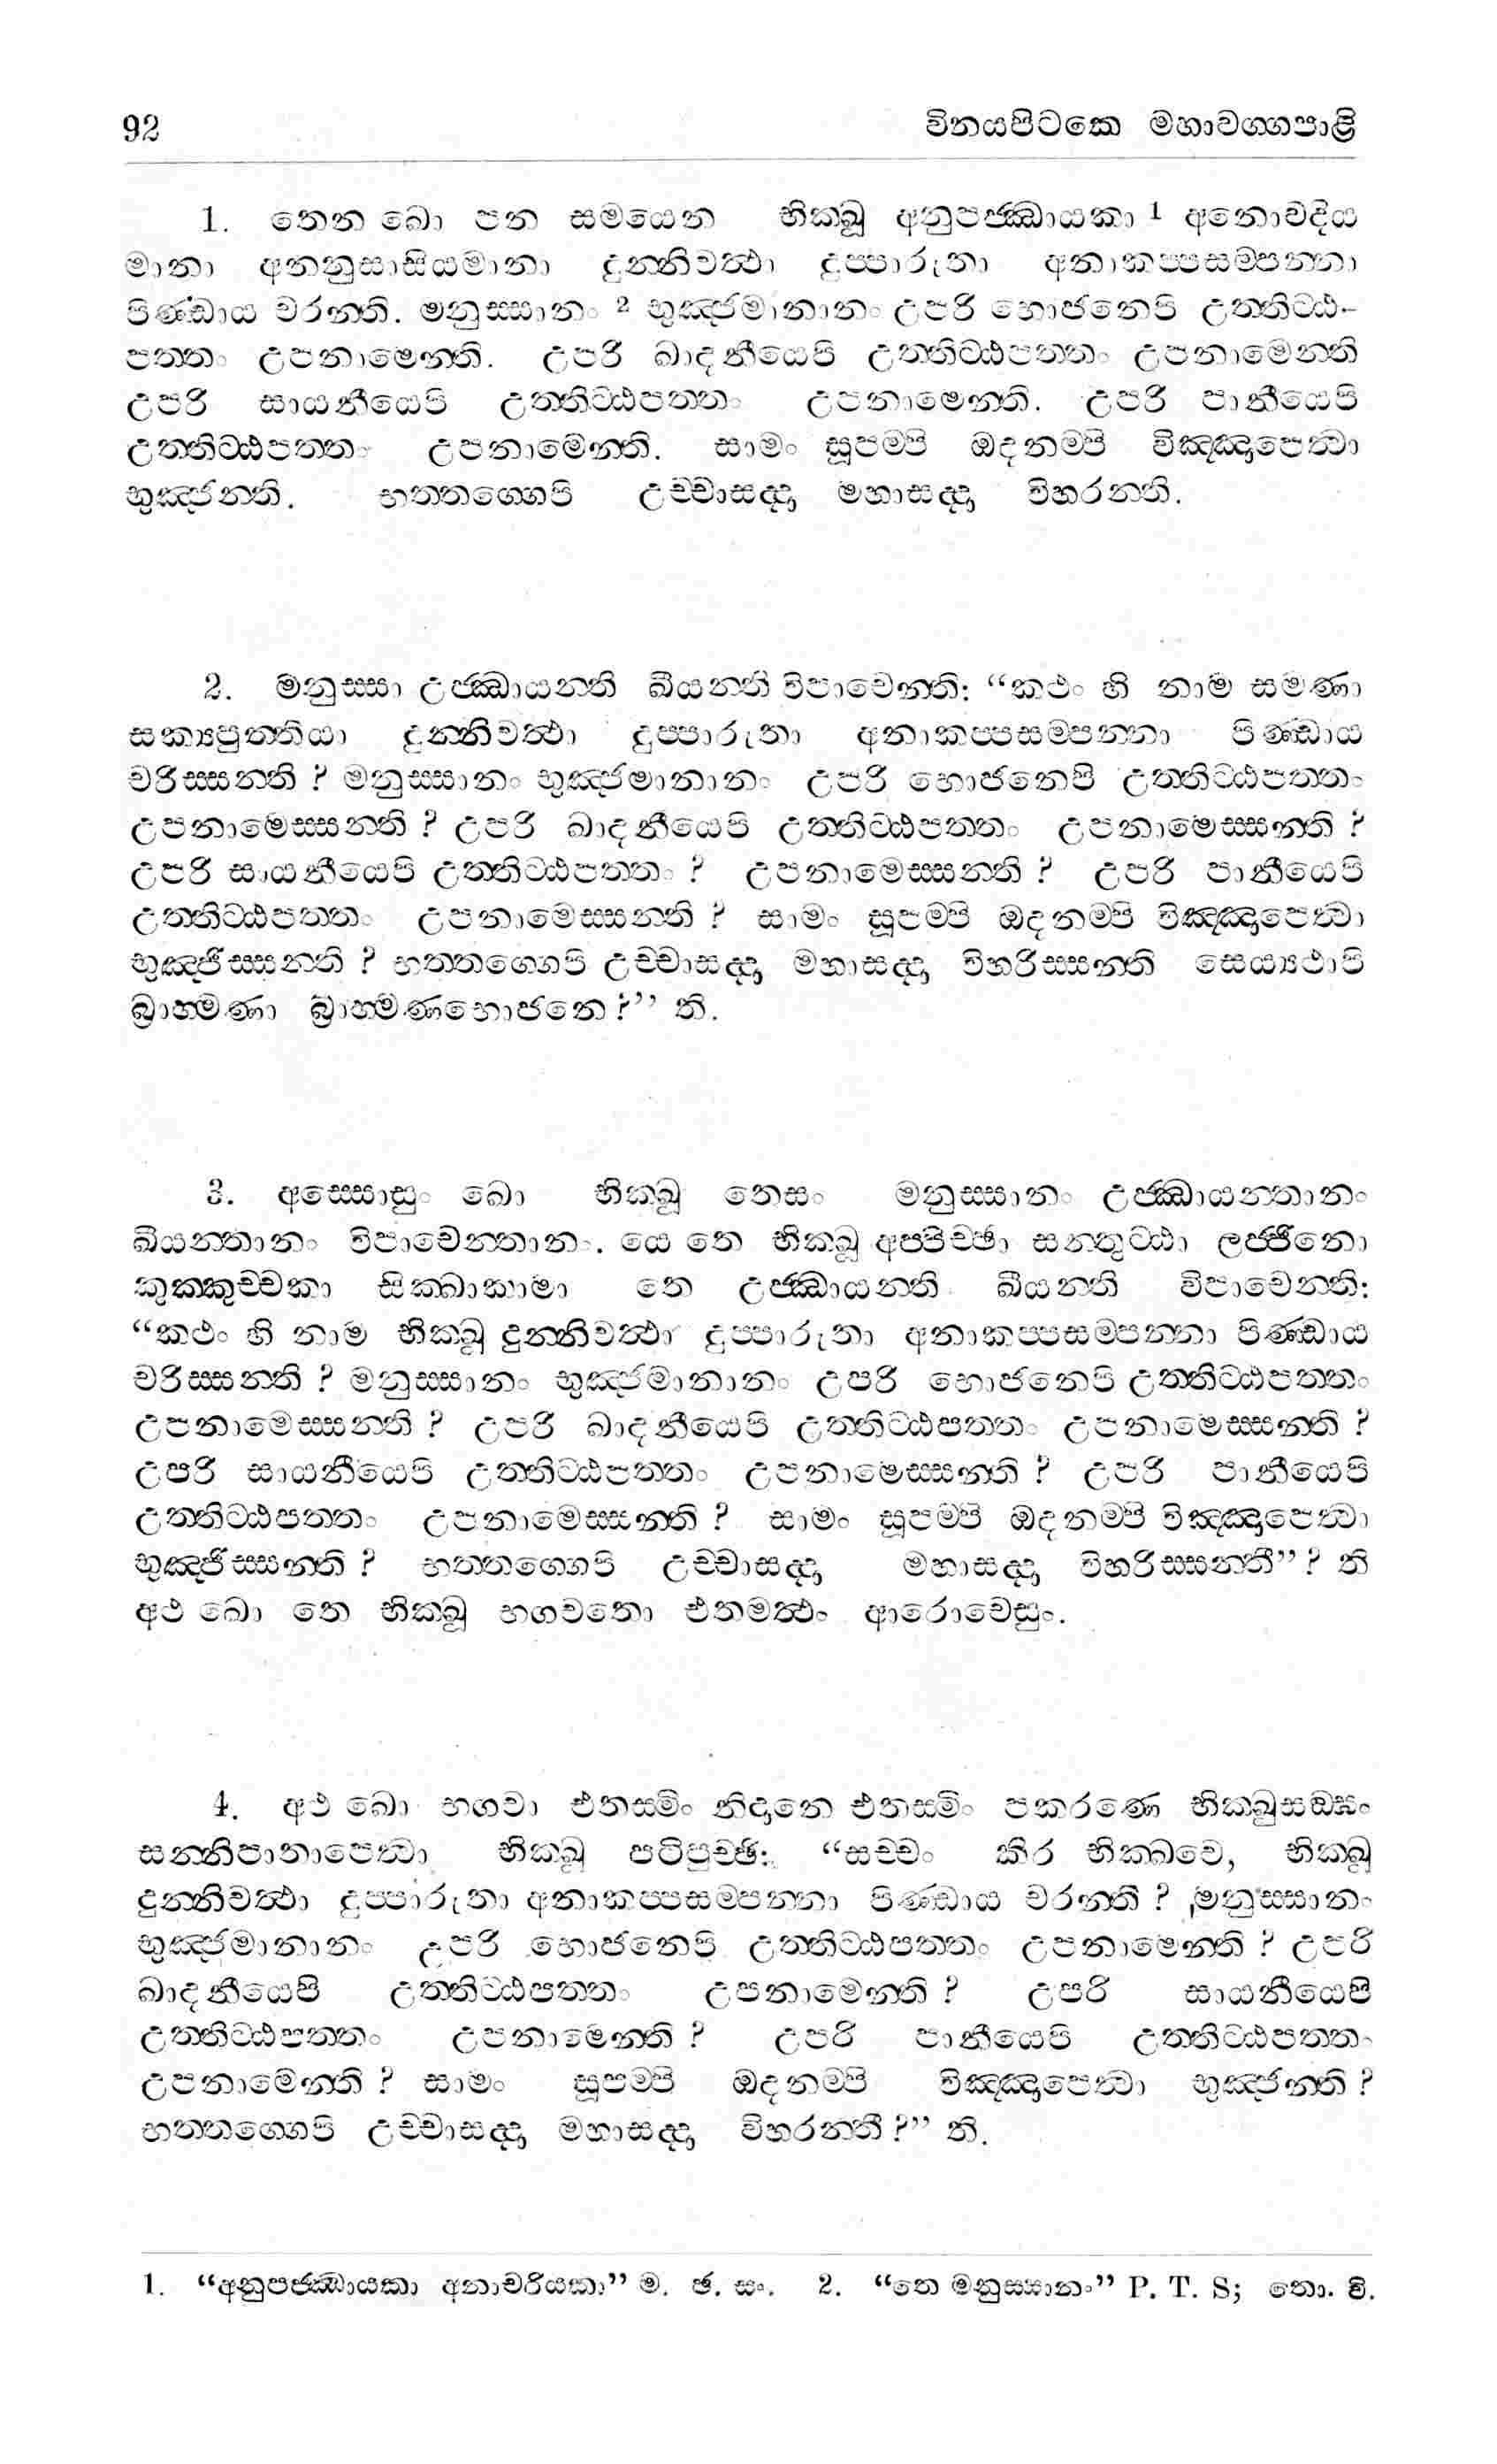 92 විනයපිටකෙ මහාවග්ගපාළි
1. තෙන ඛො පන සමයෙන භික්ඛූ අනුපජ්ඣායකා 1 අනොවදිය
මානා අනනුසාසියමානා දුන්නිවත්ථා දුප්පාරුතා අනාකප්පසම්පන්නා
පිණ්ඩාය චරන්ති. මනුස්සානං 2 භුඤ්ජමානානං උපරි භොජනෙපි උත්තිට්ඨ-
පත්තං උපනාමෙන්ති. උපරි ඛාදනීයෙපි උත්තිට්ඨපත්තං උපනාමෙන්ති
උපරි සායනීයෙපි උත්තිට්ඨපත්තං උපනාමෙන්ති. උපරි පානීයෙපි
උත්තිට්ඨපත්තං උපනාමෙන්ති. සාමං සූපම්පි ඔදනම්පි විඤ්ඤාපෙත්වා
භුඤ්ජන්ති. භත්තග්ගෙපි උච්චාසද්දා මහාසද්දා විහරන්ති.
2. මනුස්සා උජ්ඣායන්ති ඛීයන්ති විපාචෙන්ති: “කථං හි නාම සමණා
සක්‍යපුත්තියා දුන්නිවත්ථා දුප්පාරුතා අනාකප්පසම්පන්නා පිණ්ඩාය
චරිස්සන්ති ? මනුස්සානං භුඤ්ජමානානං උපරි භොජනෙපි උත්තිට්ඨපත්තං
උපනාමෙස්සන්ති ? උපරි ඛාදනීයෙපි උත්තිට්ඨපත්තං උපනාමෙස්සන්ති ?
උපරි සායනීයෙපි උත්තිට්ඨපත්තං ? උපනාමෙස්සන්ති ? උපරි පානීයෙපි
උත්තිට්ඨපත්තං උපනාමෙස්සන්ති ? සාමං සූපම්පි ඔදනම්පි විඤ්ඤාපෙත්වා
භුඤ්ජිස්සන්ති ? භත්තග්ගෙපි උච්චාසද්දා මහාසද්දා විහරිස්සන්ති සෙය්‍යථාපි
බ්‍රාහ්මණා බ්‍රාහ්මණභොජනෙ ?” ති.
3. අස්සොසුං ඛො භික්ඛූ තෙසං මනුස්සානං උජ්ඣායන්තානං
ඛීයන්තානං විපාචෙන්තානං. යෙ තෙ භික්ඛූ අප්පිච්ඡා සන්තුට්ඨා ලජ්ජිනො
කුක්කුච්චකා සික්ඛාකාමා තෙ උජ්ඣායන්ති ඛීයන්ති විපාචෙන්ති:
“කථං හි නාම භික්ඛූ දුන්නිවත්ථා දුප්පාරුතා අනාකප්පසම්පන්නා පිණ්ඩාය
චරිස්සන්ති ? මනුස්සානං භුඤ්ජමානානං උපරි භොජනෙපි උත්තිට්ඨපත්තං
උපනාමෙස්සන්ති ? උපරි ඛාදනීයෙපි උත්තිට්ඨපත්තං උපනාමෙස්සන්ති ?
උපරි සායනීයෙපි උත්තිට්ඨපත්තං උපනාමෙස්සන්ති ? උපරි පානීයෙපි
උත්තිට්ඨපත්තං උපනාමෙස්සන්ති ? සාමං සූපම්පි ඔදනම්පි විඤ්ඤාපෙත්වා
භුඤ්ජිස්සන්ති ? භත්තග්ගෙපි උච්චාසද්දා මහාසද්දා විහරිස්සන්තී” ? ති
අථ ඛො තෙ භික්ඛූ භගවතො එතමත්ථං ආරොචෙසුං.
4. අථ ඛො භගවා එතස්මිං නිදානෙ එතස්මිං පකරණෙ භික්ඛුසඞ්ඝං
සන්නිපාතාපෙත්වා භික්ඛූ පටිපුච්ඡි: “සච්චං කිර භික්ඛවෙ, භික්ඛූ
දුන්නිවත්ථා දුප්පාරුතා අනාකප්පසම්පන්නා පිණ්ඩාය චරන්ති ? මනුස්සානං
භුඤ්ජමානානං උපරි භොජනෙපි උත්තිට්ඨපත්තං උපනාමෙන්ති ? උපරි
ඛාදනීයෙපි උත්තිට්ඨපත්තං උපනාමෙන්ති ? උපරි සායනීයෙපි
උත්තිට්ඨපත්තං උපනාමෙන්ති ? උපරි පානීයෙපි උත්තිට්ඨපත්තං
උපනාමෙන්ති ? සාමං සූපම්පි ඔදනම්පි විඤ්ඤාපෙත්වා භුඤ්ජන්ති ?
භත්තග්ගෙපි උච්චාසද්දා මහාසද්දා විහරන්තී ?” ති.
1. “අනුපජ්ඣායකා අනාචරියකා” ම. ඡ. සං. 2. “තෙ මනුස්සානං” P. T. S; තො. වි.